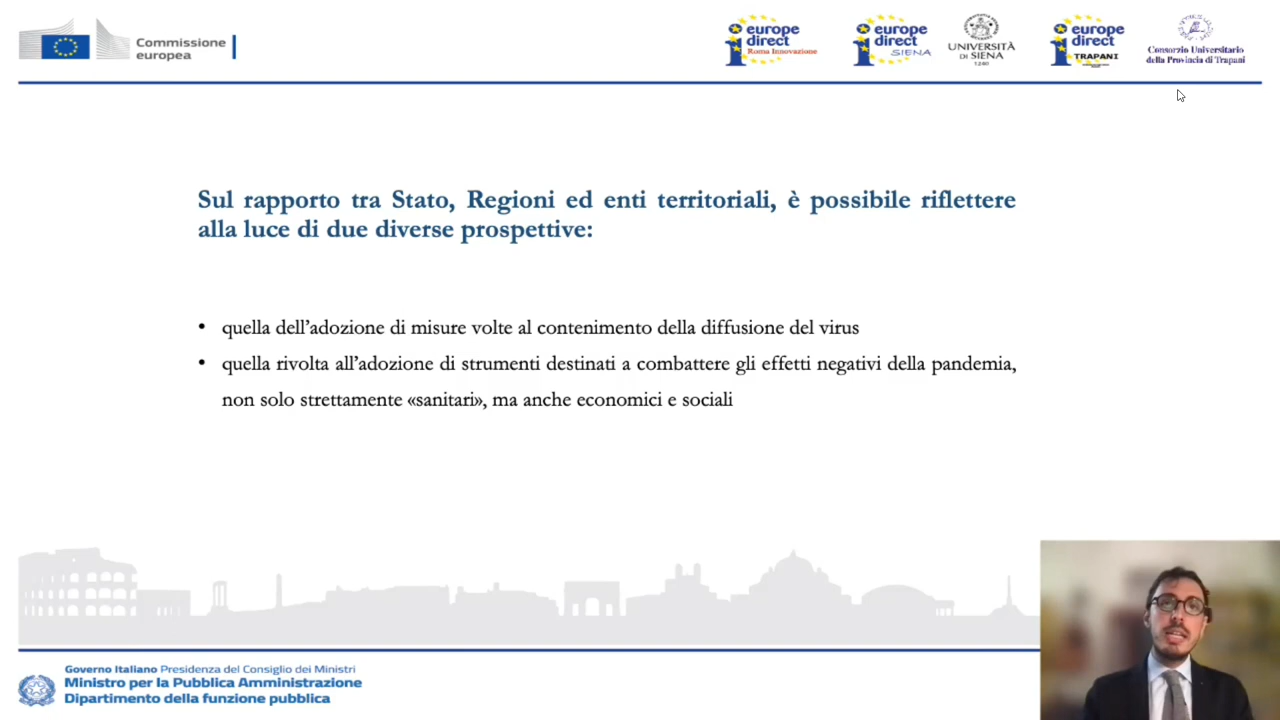 Commissione
europea
europe
direct
Roma Innovazione
europe
direct
SIENA
UNIVERSITÀ
DI SIENA
1240
europe
direct
TRAPANI
Consorzio Universitario
della Provincia di Trapani
Sul rapporto tra Stato, Regioni ed enti territoriali, è possibile riflettere
alla luce di due diverse prospettive:
• quella dell’adozione di misure volte al contenimento della diffusione del virus
• quella rivolta all’adozione di strumenti destinati a combattere gli effetti negativi della pandemia,
non solo strettamente «sanitari», ma anche economici e sociali
Governo Italiano Presidenza del Consiglio dei Ministri
Ministro per la Pubblica Amministrazione
Dipartimento della funzione pubblica